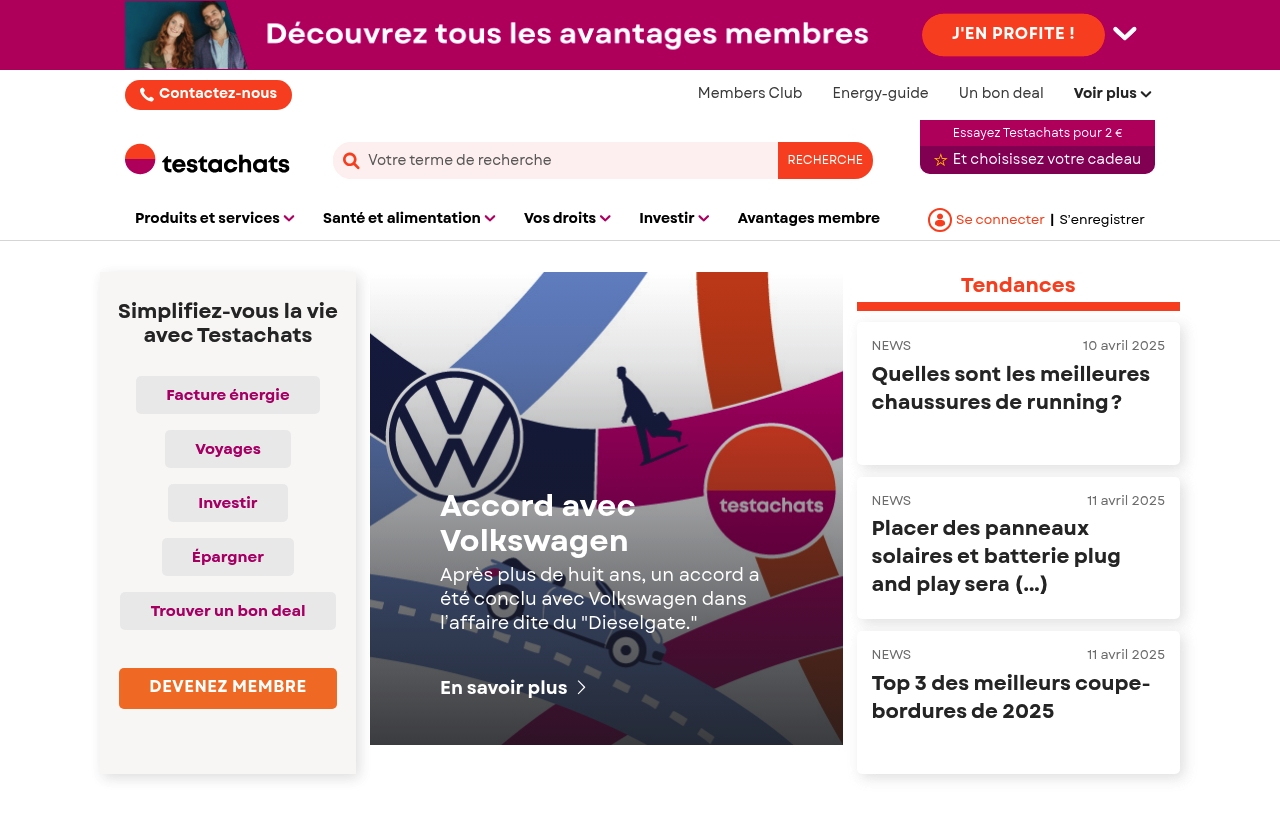 Découvrez tous les avantages membres
J'EN PROFITE !
Contactez-nous
Members Club
Energy-guide
Un bon deal
Voir plus
testachats
Votre terme de recherche
RECHERCHE
Essayez Testachats pour 2 €
Et choisissez votre cadeau
Produits et services
Santé et alimentation
Vos droits
Investir
Avantages membre
Se connecter | S'enregistrer
Simplifiez-vous la vie
avec Testachats
Facture énergie
Voyages
Investir
Épargner
Trouver un bon deal
DEVENEZ MEMBRE
testachats
Accord avec
Volkswagen
Après plus de huit ans, un accord a
été conclu avec Volkswagen dans
l'affaire dite du "Dieselgate."
En savoir plus
Tendances
NEWS
10 avril 2025
Quelles sont les meilleures
chaussures de running ?
NEWS
11 avril 2025
Placer des panneaux
solaires et batterie plug
and play sera (...)
NEWS
11 avril 2025
Top 3 des meilleurs coupe-
bordures de 2025